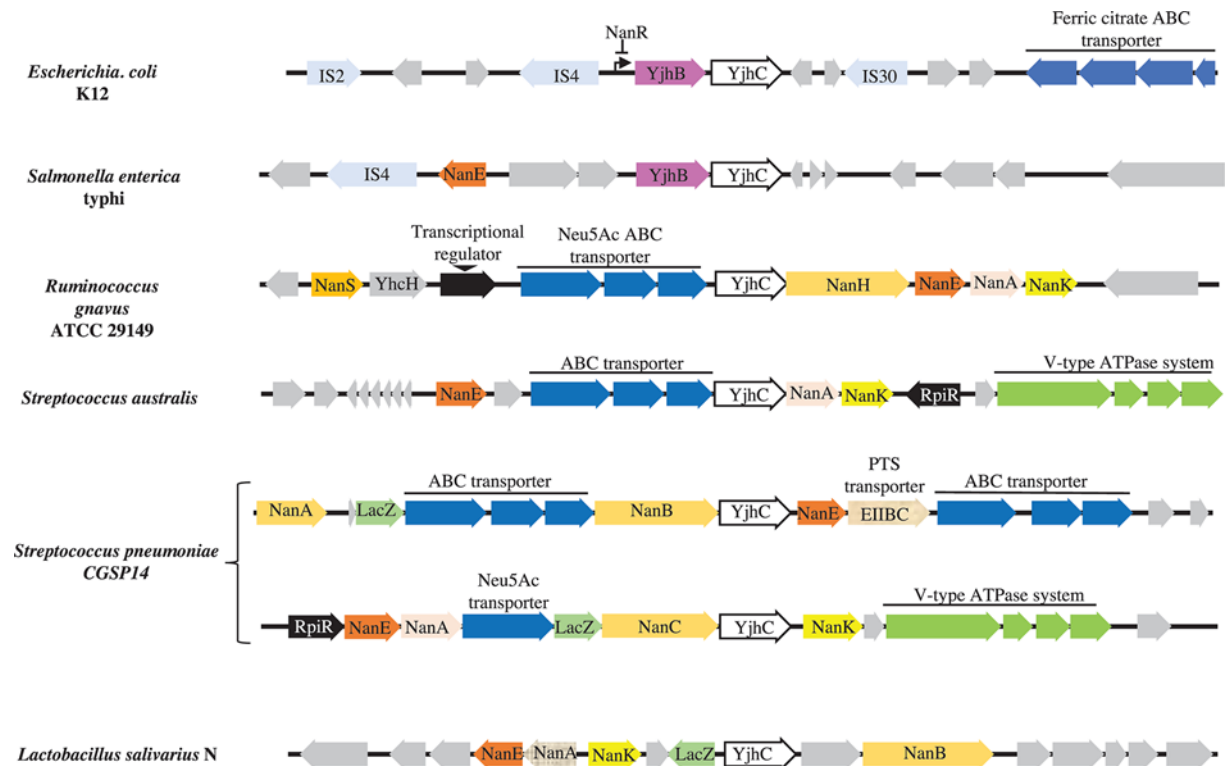 NanR
Ferric citrate ABC
transporter
Escherichia. coli
K12
IS2 IS4 YjhB YjhC IS30
Salmonella enterica
typhi
IS4 NanE YjhB YjhC
Transcriptional
regulator
Neu5Ac ABC
transporter
Ruminococcus
gnavus
ATCC 29149
NanS YhcH YjhC NanH NanE NanA NanK
ABC transporter
V-type ATPase system
Streptococcus australis
NanE YjhC NanA NanK RpiR
PTS
transporter
ABC transporter
ABC transporter
NanA LacZ NanB YjhC NanE EIIBC
Streptococcus pneumoniae
CGSP14
Neu5Ac
transporter
V-type ATPase system
RpiR NanE NanA LacZ NanC YjhC NanK
Lactobacillus salivarius N
NanE NanA NanK LacZ YjhC NanB